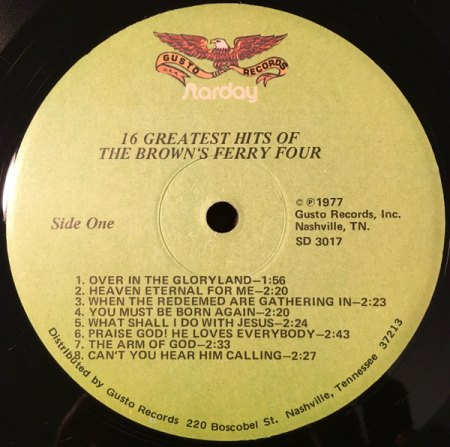 GUSTO RECORDS
U.S.A.
Starday
16 GREATEST HITS OF
THE BROWN'S FERRY FOUR
Side One
© ℗ 1977
Gusto Records, Inc.
Nashville, TN.
SD 3017
1. OVER IN THE GLORYLAND—1:56
2. HEAVEN ETERNAL FOR ME—2:20
3. WHEN THE REDEEMED ARE GATHERING IN—2:23
4. YOU MUST BE BORN AGAIN—2:20
5. WHAT SHALL I DO WITH JESUS—2:24
6. PRAISE GOD! HE LOVES EVERYBODY—2:43
7. THE ARM OF GOD—2:33
8. CAN'T YOU HEAR HIM CALLING—2:27
Distributed by Gusto Records 220 Boscobel St. Nashville, Tennessee 37213